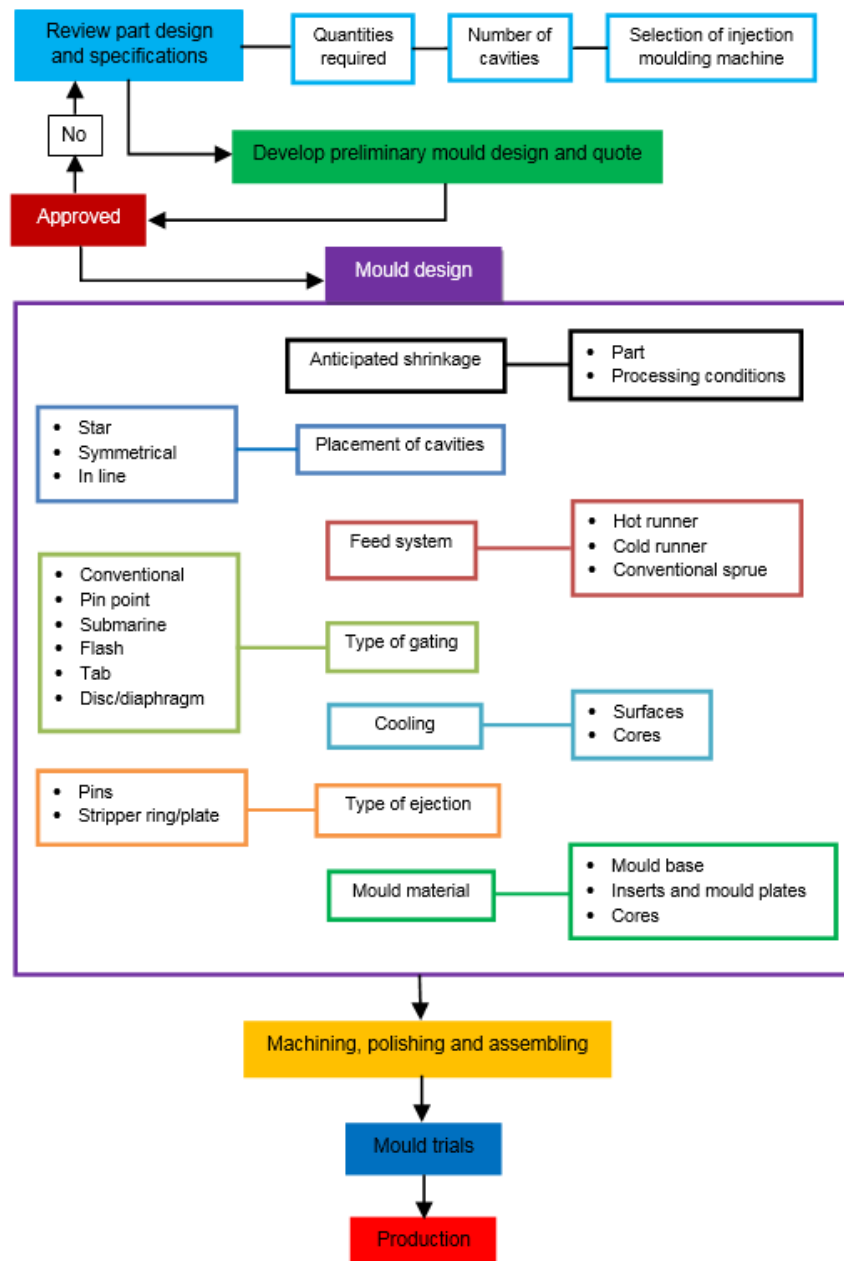 Review part design
and specifications
Quantities
required
Number of
cavities
Selection of injection
moulding machine
No
Develop preliminary mould design and quote
Approved
Mould design
Anticipated shrinkage
• Part
• Processing conditions
• Star
• Symmetrical
• In line
Placement of cavities
Feed system
• Hot runner
• Cold runner
• Conventional sprue
• Conventional
• Pin point
• Submarine
• Flash
• Tab
• Disc/diaphragm
Type of gating
Cooling
• Surfaces
• Cores
• Pins
• Stripper ring/plate
Type of ejection
Mould material
• Mould base
• Inserts and mould plates
• Cores
Machining, polishing and assembling
Mould trials
Production